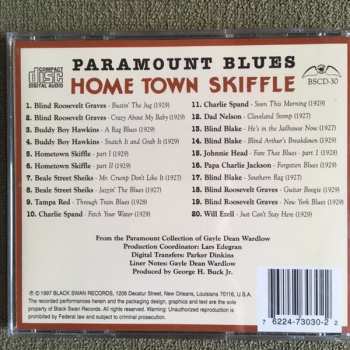 COMPACT
disc
DIGITAL AUDIO
PARAMOUNT BLUES
HOME TOWN SKIFFLE
BSCD-30
1. Blind Roosevelt Graves - Bustin' The Jug (1929)
2. Blind Roosevelt Graves - Crazy About My Baby (1929)
3. Buddy Boy Hawkins - A Rag Blues (1929)
4. Buddy Boy Hawkins - Snatch It and Grab It (1929)
5. Hometown Skiffle - part I (1929)
6. Hometown Skiffle - part II (1929)
7. Beale Street Sheiks - Mr. Crump Don't Like It (1927)
8. Beale Street Sheiks - Jazzin' The Blues (1927)
9. Tampa Red - Through Train Blues (1928)
10. Charlie Spand - Fetch Your Water (1929)
11. Charlie Spand - Soon This Morning (1929)
12. Dad Nelson - Cleveland Stomp (1927)
13. Blind Blake - He's in the Jailhouse Now (1927)
14. Blind Blake - Blind Arthur's Breakdown (1929)
15. Johnnie Head - Fare Thee Blues - part 1 (1928)
16. Papa Charlie Jackson - Forgotten Blues (1929)
17. Blind Blake - Southern Rag (1927)
18. Blind Roosevelt Graves - Guitar Boogie (1929)
19. Blind Roosevelt Graves - New York Blues (1929)
20. Will Ezell - Just Can't Stay Here (1929)
From the Paramount Collection of Gayle Dean Wardlow
Production Coordinator: Lars Edegran
Digital Transfers: Parker Dinkins
Liner Notes: Gayle Dean Wardlow
Produced by George H. Buck Jr.
© ℗ 1997 BLACK SWAN RECORDS, 1206 Decatur Street, New Orleans, Louisiana 70116, U.S.A.
The recorded performances herein and the packaging design, graphics and text are the sole
property of Black Swan Records. All rights reserved. Warning: Unauthorized reproduction is
prohibited by Federal law and subject to criminal prosecution.
7 62247-73030-2 2